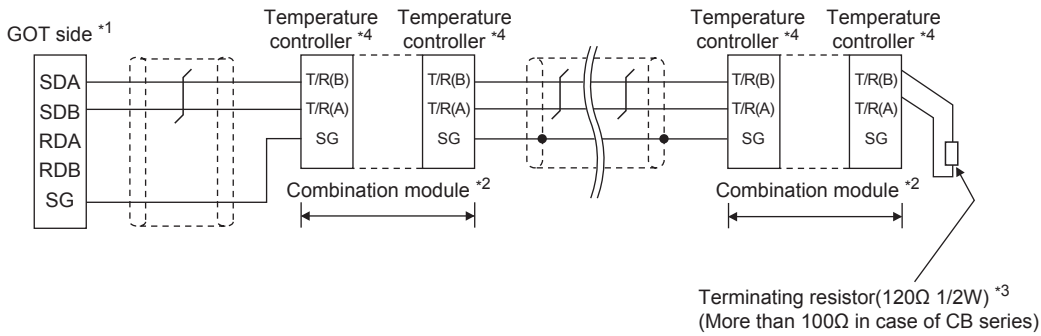 GOT side *1
SDA
SDB
RDA
RDB
SG
Temperature
controller *4
T/R(B)
T/R(A)
SG
Temperature
controller *4
T/R(B)
T/R(A)
SG
Combination module *2
Temperature
controller *4
T/R(B)
T/R(A)
SG
Temperature
controller *4
T/R(B)
T/R(A)
SG
Combination module *2
Terminating resistor(120Ω 1/2W) *3
(More than 100Ω in case of CB series)